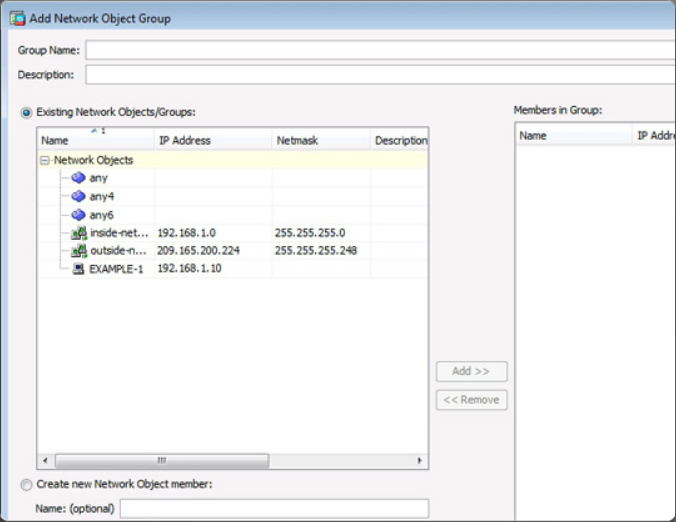 Add Network Object Group
Group Name:
Description:
Existing Network Objects/Groups:
Members in Group:
Name 1 IP Address Netmask Description
Name IP Addre
Network Objects
any
any4
any6
inside-net... 192.168.1.0 255.255.255.0
outside-n... 209.165.200.224 255.255.255.248
EXAMPLE-1 192.168.1.10
Add >>
<< Remove
Create new Network Object member:
Name: (optional)